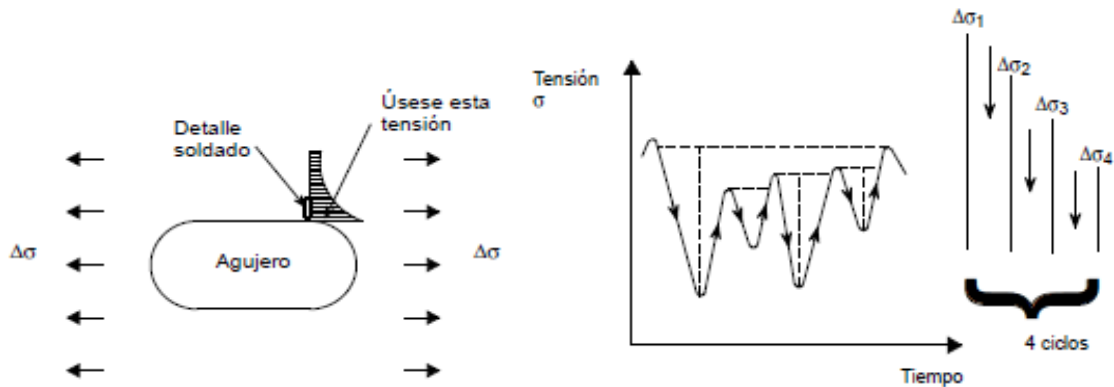 Detalle
soldado
Úsese esta
tensión
Δσ
Agujero
Δσ
Tensión
σ
Tiempo
Δσ1
Δσ2
Δσ3
Δσ4
4 ciclos